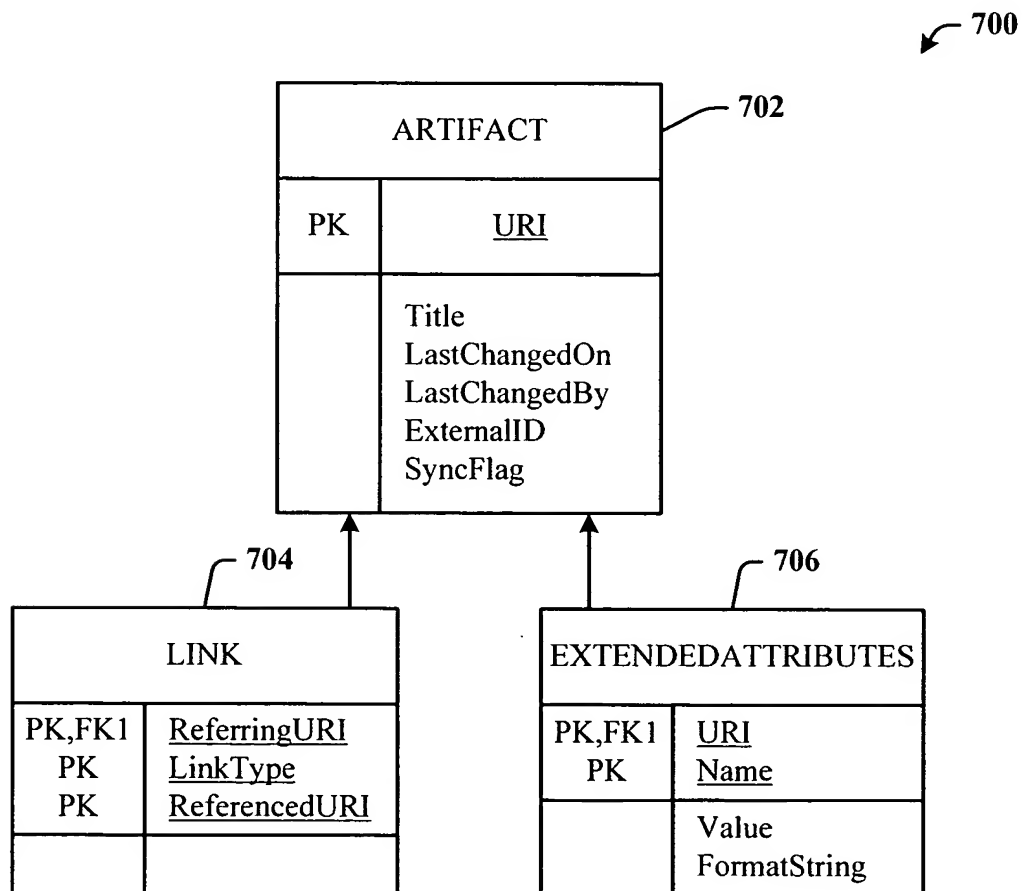 700
702
ARTIFACT
PK URI
Title
LastChangedOn
LastChangedBy
ExternalID
SyncFlag
704
706
LINK
PK,FK1 ReferringURI
PK LinkType
PK ReferencedURI
EXTENDEDATTRIBUTES
PK,FK1 URI
PK Name
Value
FormatString